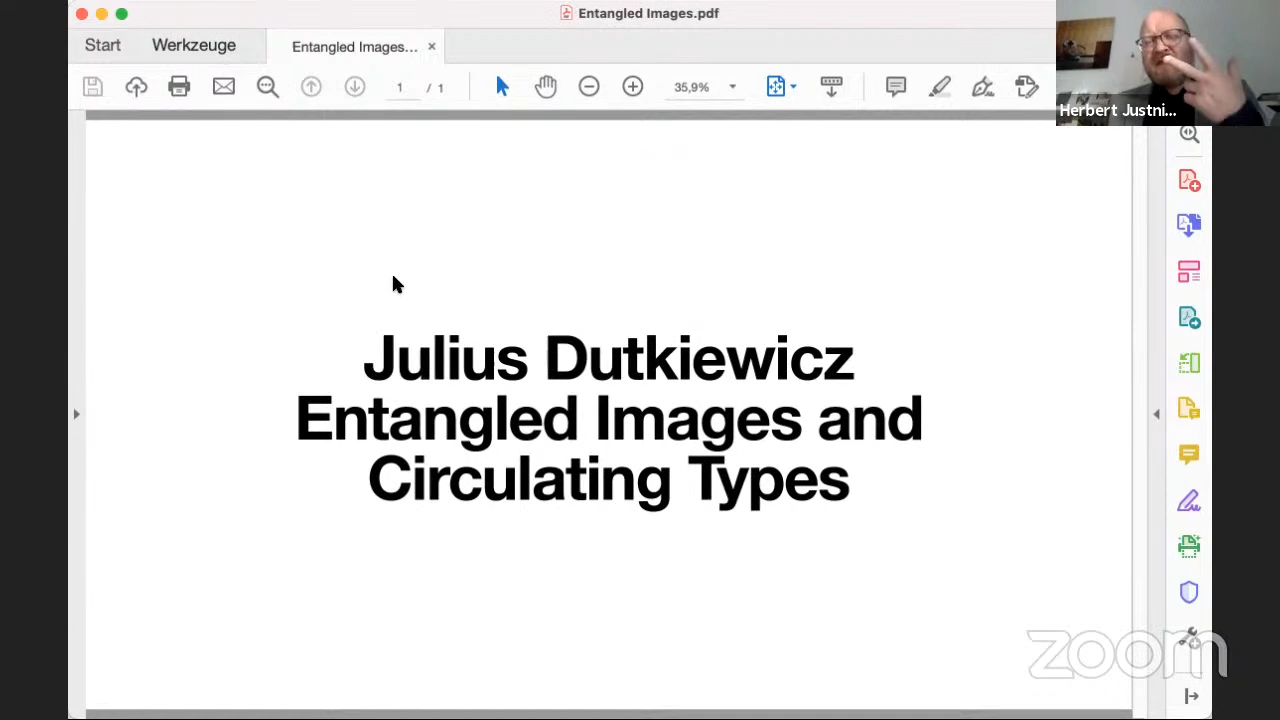 Entangled Images.pdf
Start
Werkzeuge
Entangled Images...
1 / 1
35,9%
Herbert Justni...
Julius Dutkiewicz
Entangled Images and
Circulating Types
zoom